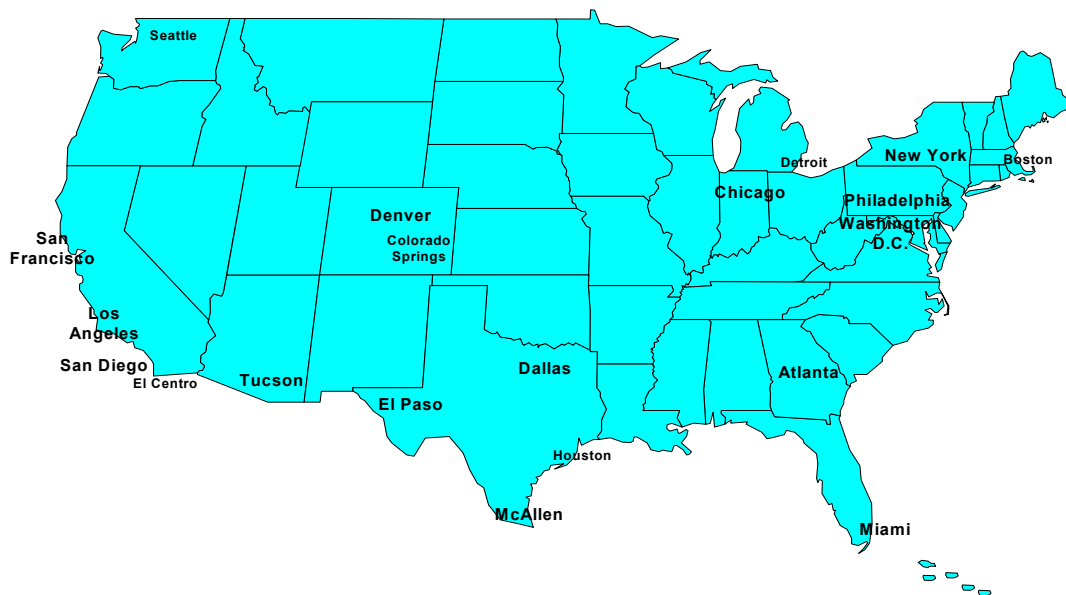 Seattle
New York
Boston
Detroit
Chicago
Philadelphia
Denver
Washington
D.C.
San
Francisco
Colorado
Springs
Los
Angeles
San Diego
El Centro
Tucson
Dallas
Atlanta
El Paso
Houston
McAllen
Miami